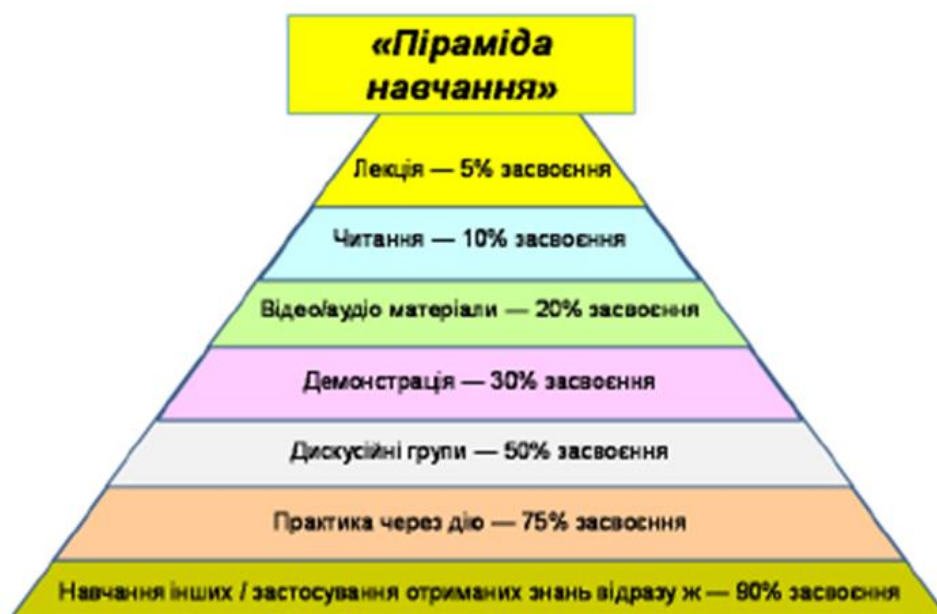 «Піраміда
навчання»
Лекція — 5% засвоєння
Читання — 10% засвоєння
Відео/аудіо матеріали — 20% засвоєння
Демонстрація — 30% засвоєння
Дискусійні групи — 50% засвоєння
Практика через дію — 75% засвоєння
Навчання інших / застосування отриманих знань відразу ж — 90% засвоєння